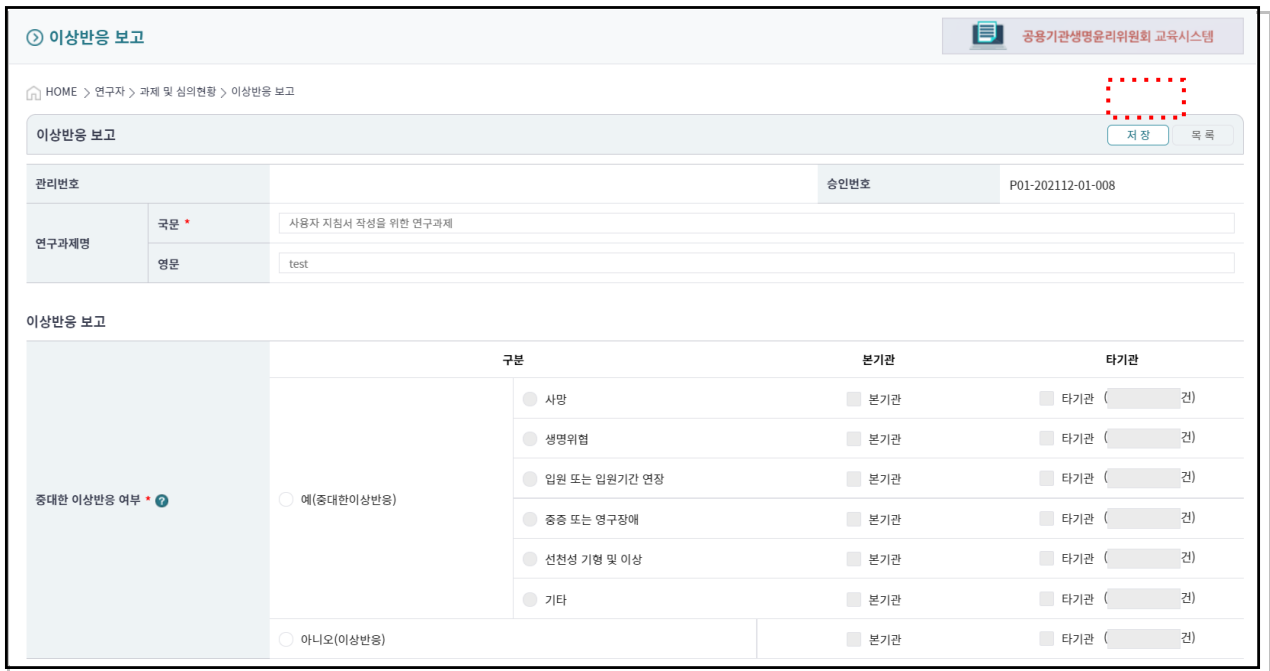 이상반응 보고
공용기관생명윤리위원회 교육시스템
HOME > 연구자 > 과제 및 심의현황 > 이상반응 보고
이상반응 보고
저장 목록
관리번호 승인번호 P01-202112-01-008
연구과제명 국문 * 사용자 지침서 작성을 위한 연구과제
영문 test
이상반응 보고
구분 본기관 타기관
중대한 이상반응 여부 * ?
예(중대한이상반응)
사망 본기관 타기관 ( 건)
생명위협 본기관 타기관 ( 건)
입원 또는 입원기간 연장 본기관 타기관 ( 건)
중증 또는 영구장애 본기관 타기관 ( 건)
선천성 기형 및 이상 본기관 타기관 ( 건)
기타 본기관 타기관 ( 건)
아니오(이상반응) 본기관 타기관 ( 건)